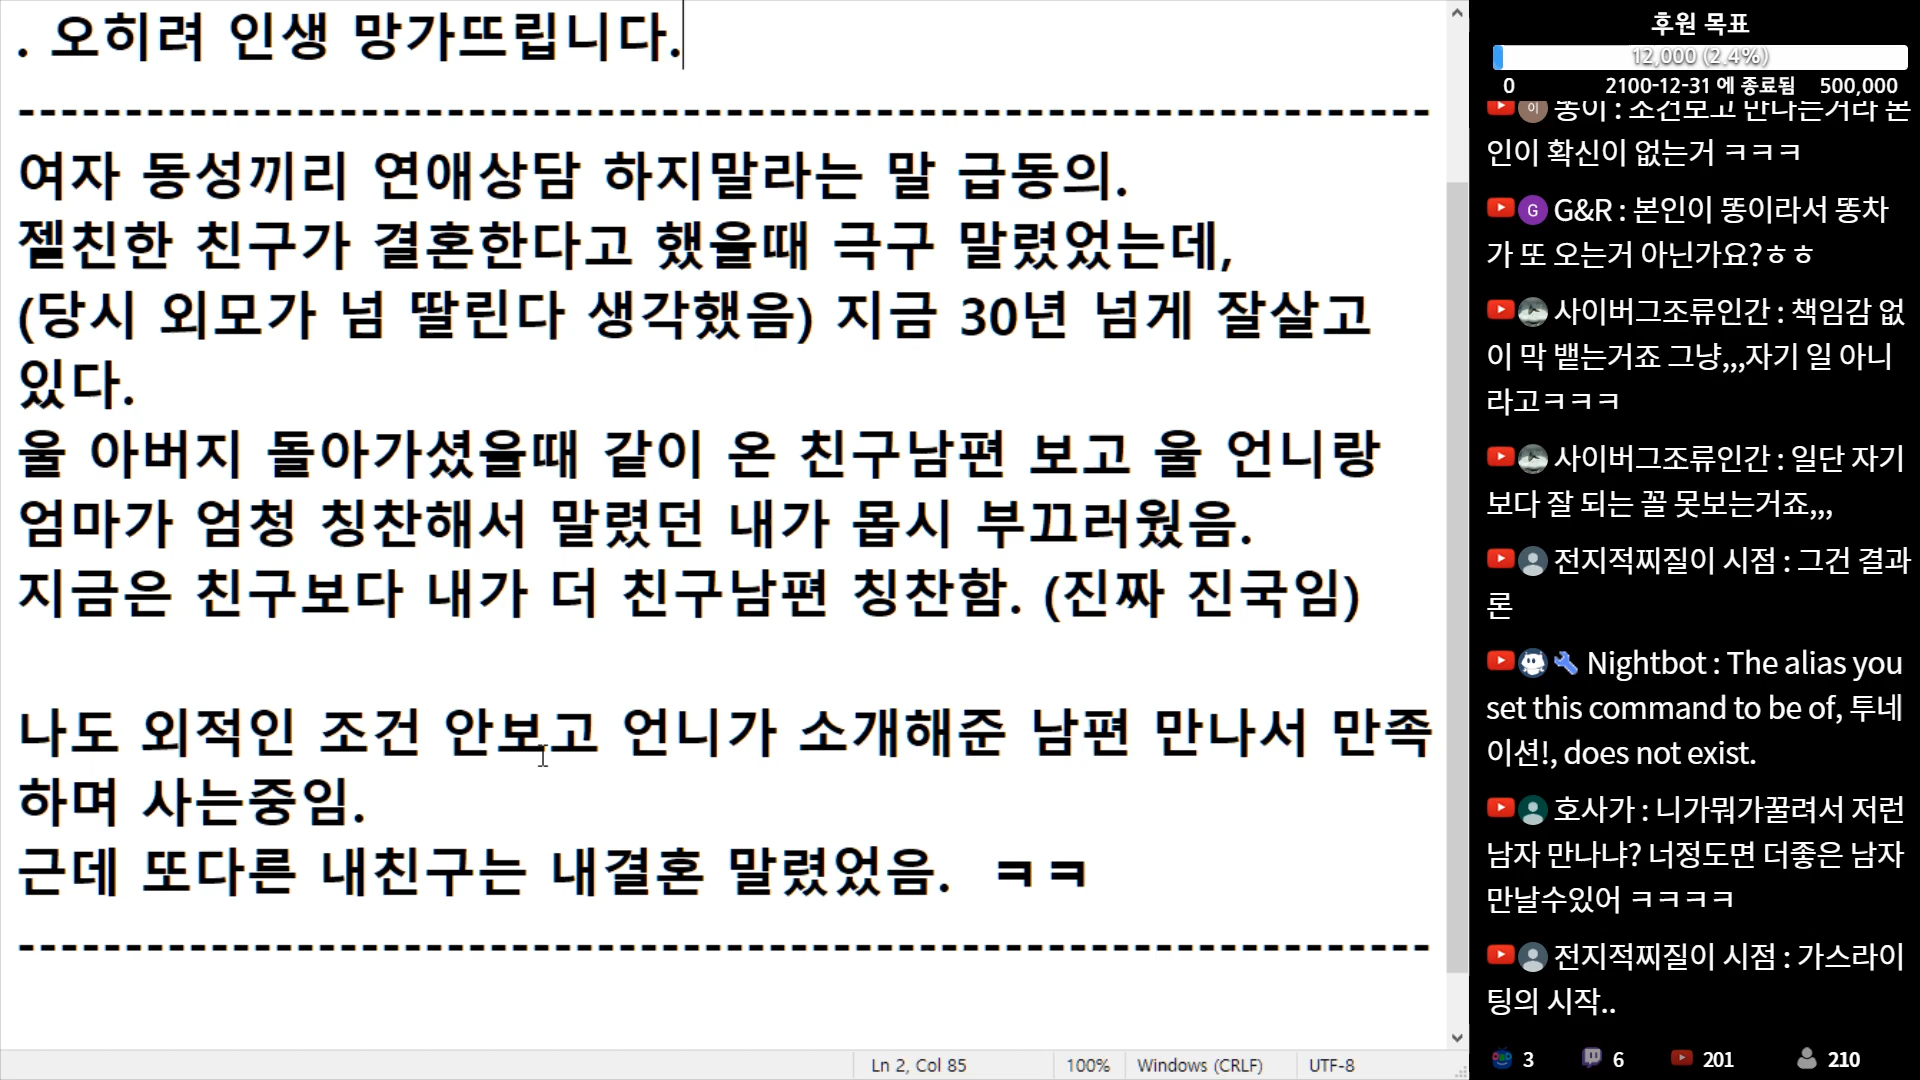 . 오히려 인생 망가뜨립니다.
--------------------------------------------------------------
여자 동성끼리 연애상담 하지말라는 말 급동의.
젤친한 친구가 결혼한다고 했을때 극구 말렸었는데,
(당시 외모가 넘 딸린다 생각했음) 지금 30년 넘게 잘살고
있다.
울 아버지 돌아가셨을때 같이 온 친구남편 보고 울 언니랑
엄마가 엄청 칭찬해서 말렸던 내가 몹시 부끄러웠음.
지금은 친구보다 내가 더 친구남편 칭찬함. (진짜 진국임)
나도 외적인 조건 안보고 언니가 소개해준 남편 만나서 만족
하며 사는중임.
근데 또다른 내친구는 내결혼 말렸었음. ㅋㅋ
--------------------------------------------------------------
Ln 2, Col 85
100%
Windows (CRLF)
UTF-8
후원 목표
12,000 (2.4%)
0 2100-12-31 에 종료됨 500,000
이 똥이 : 조건보고 만나는거라 본
인이 확신이 없는거 ㅋㅋㅋ
G G&R : 본인이 똥이라서 똥차
가 또 오는거 아닌가요?ㅎㅎ
사이버그조류인간 : 책임감 없
이 막 뱉는거죠 그냥,,,자기 일 아니
라고ㅋㅋㅋ
사이버그조류인간 : 일단 자기
보다 잘 되는 꼴 못보는거죠,,,
전지적찌질이 시점 : 그건 결과
론
Nightbot : The alias you
set this command to be of, 투네
이션!, does not exist.
호사가 : 니가뭐가꿀려서 저런
남자 만나냐? 너정도면 더좋은 남자
만날수있어 ㅋㅋㅋㅋ
전지적찌질이 시점 : 가스라이
팅의 시작..
3 6 201 210